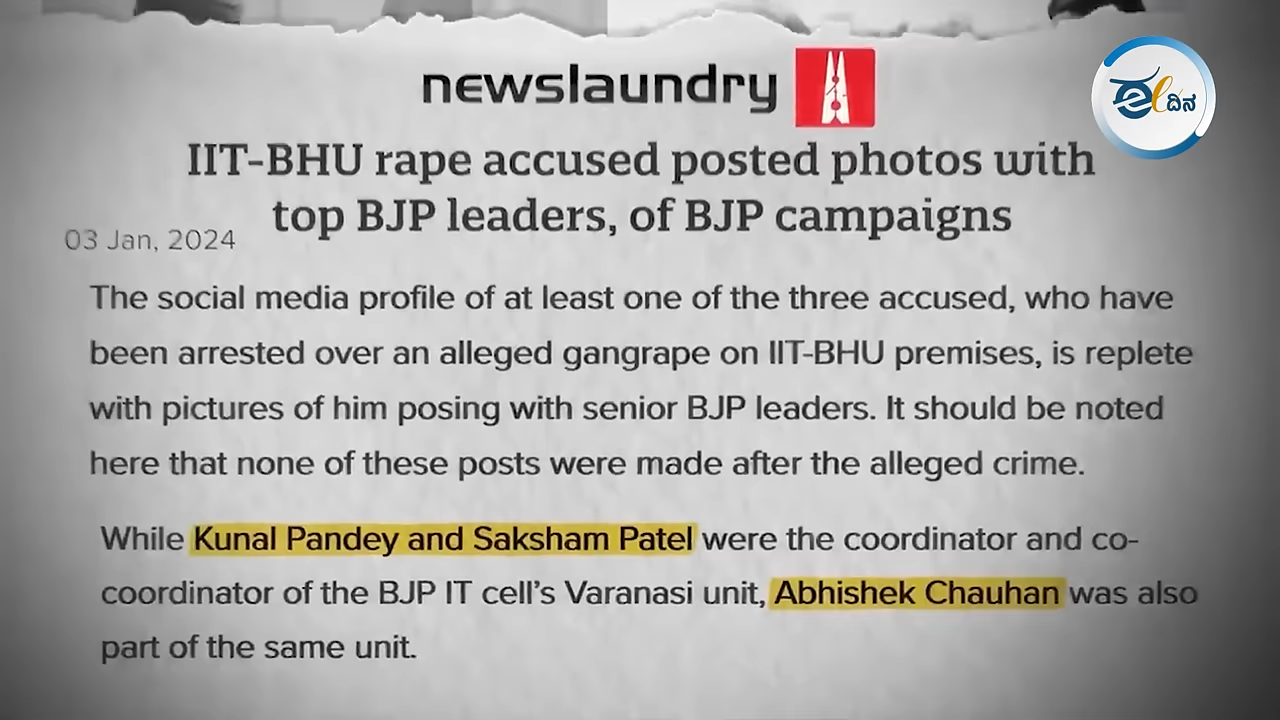 newslaundry
ಈ ದಿನ
IIT-BHU rape accused posted photos with
top BJP leaders, of BJP campaigns
03 Jan, 2024
The social media profile of at least one of the three accused, who have
been arrested over an alleged gangrape on IIT-BHU premises, is replete
with pictures of him posing with senior BJP leaders. It should be noted
here that none of these posts were made after the alleged crime.
While Kunal Pandey and Saksham Patel were the coordinator and co-
coordinator of the BJP IT cell's Varanasi unit, Abhishek Chauhan was also
part of the same unit.